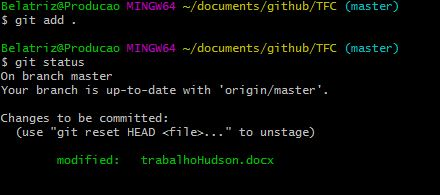 Belatriz@Producao MINGW64 ~/documents/github/TFC (master)
$ git add .
Belatriz@Producao MINGW64 ~/documents/github/TFC (master)
$ git status
On branch master
Your branch is up-to-date with 'origin/master'.
Changes to be committed:
(use "git reset HEAD <file>..." to unstage)
modified: trabalhoHudson.docx